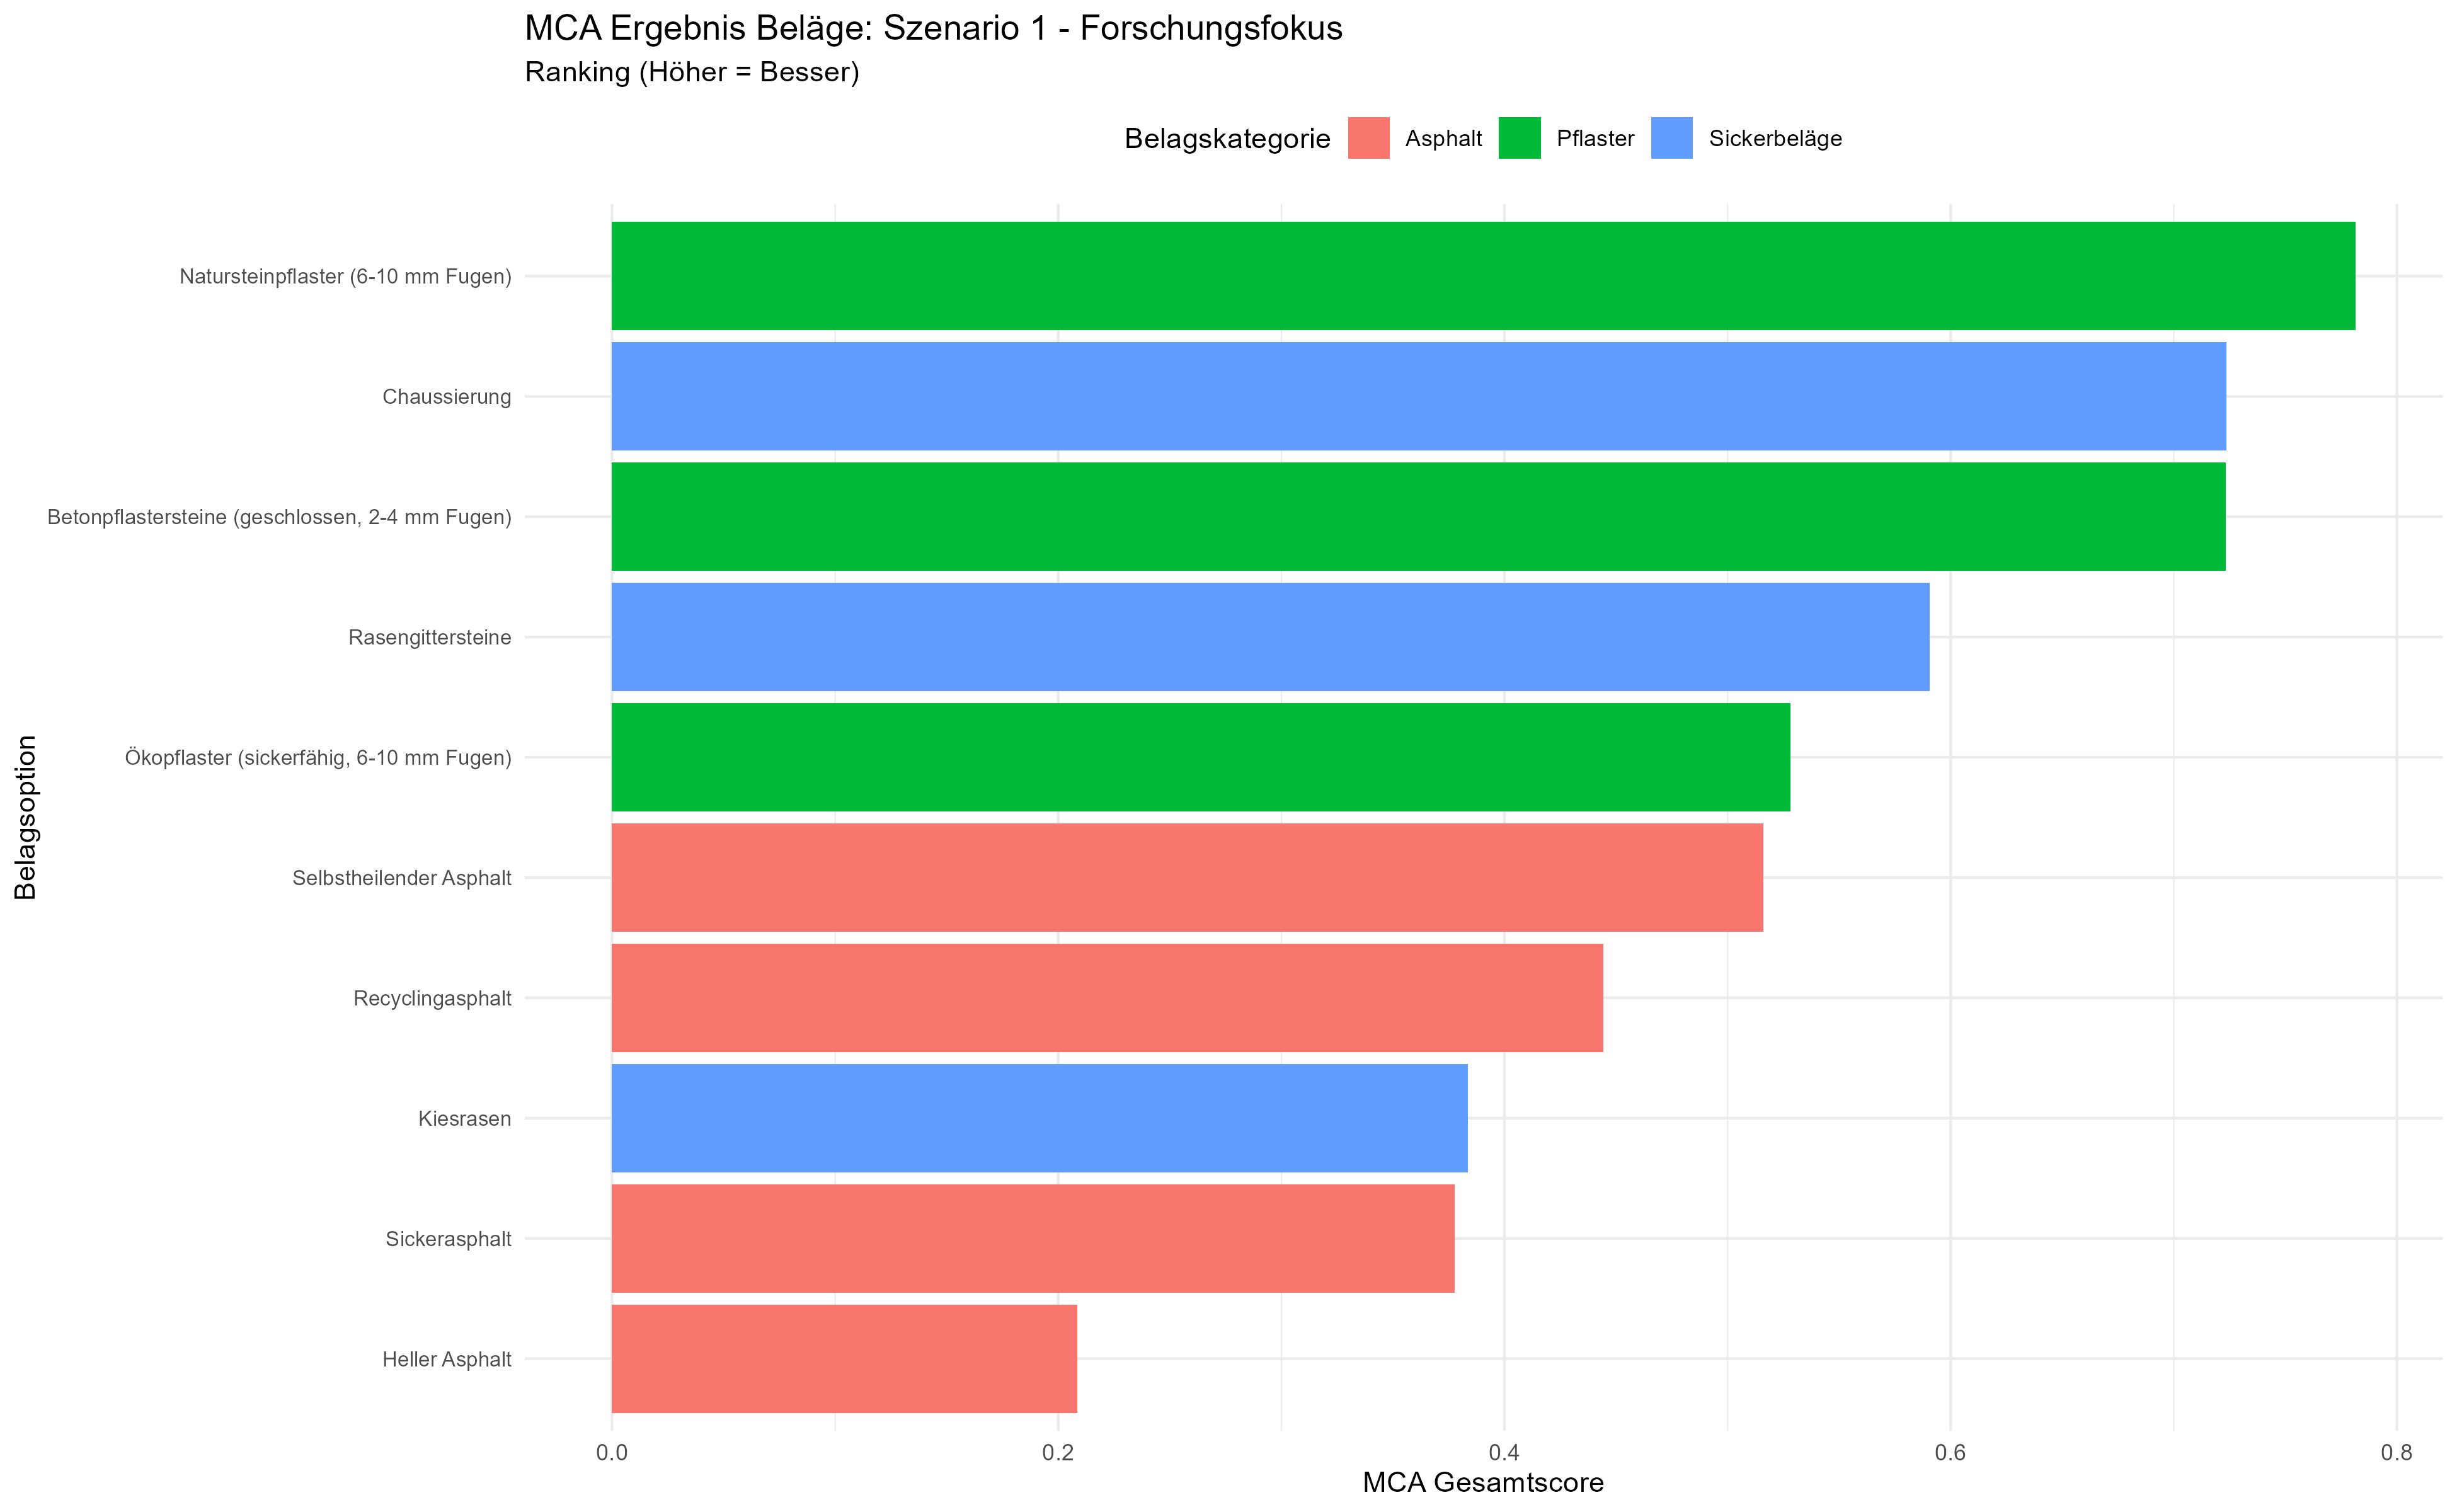 MCA Ergebnis Beläge: Szenario 1 - Forschungsfokus
Ranking (Höher = Besser)
Belagskategorie Asphalt Pflaster Sickerbeläge
Belagsoption
Natursteinpflaster (6-10 mm Fugen)
Chaussierung
Betonpflastersteine (geschlossen, 2-4 mm Fugen)
Rasengittersteine
Ökopflaster (sickerfähig, 6-10 mm Fugen)
Selbstheilender Asphalt
Recyclingasphalt
Kiesrasen
Sickerasphalt
Heller Asphalt
0.0 0.2 0.4 0.6 0.8
MCA Gesamtscore